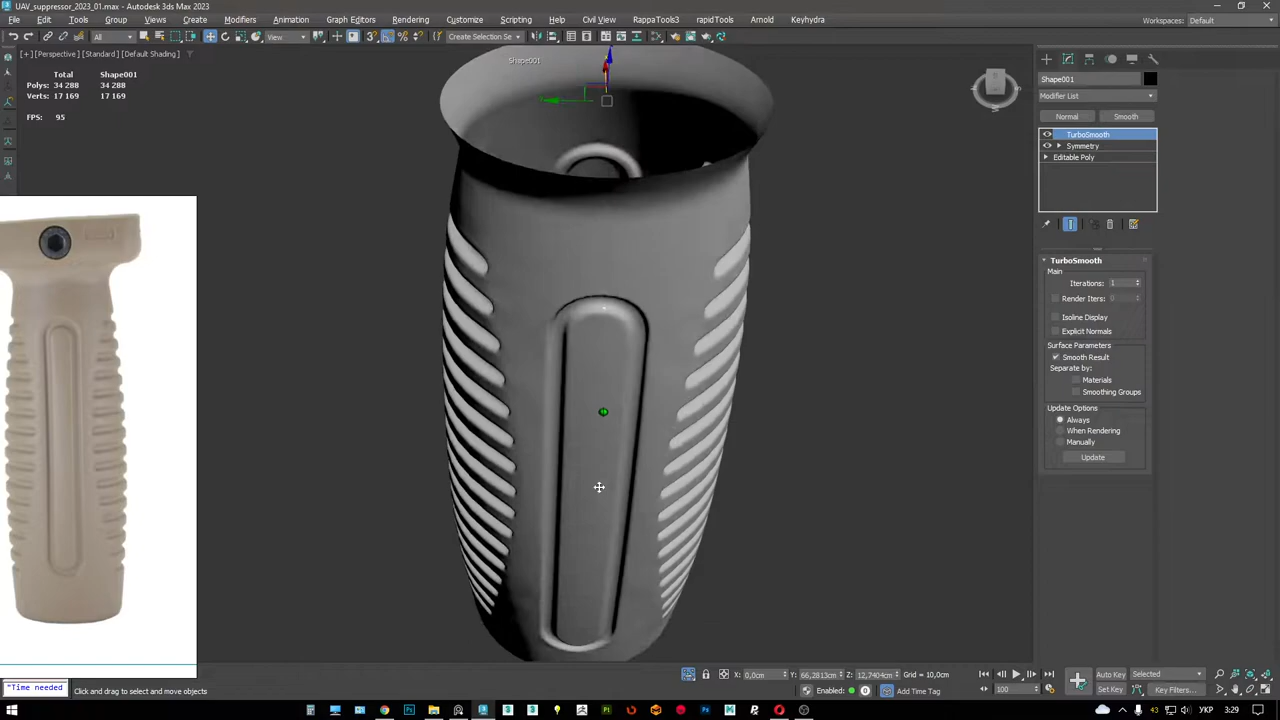 UAV_suppressor_2023_01.max - Autodesk 3ds Max 2023
File Edit Tools Group Views Create Modifiers Animation Graph Editors Rendering Customize Scripting Help Civil View RappaTools3 rapidTools Arnold Keyhydra
Workspaces: Default
All View Create Selection Se
[+] [Perspective] [Standard] [Default Shading]
Total Shape001
Polys: 34 288 34 288
Verts: 17 169 17 169
FPS: 95
Shape001
Shape001
Modifier List
Normal Smooth
TurboSmooth
Symmetry
Editable Poly
TurboSmooth
Main
Iterations: 1
Render Iters: 0
Isoline Display
Explicit Normals
Surface Parameters
Smooth Result
Separate by:
Materials
Smoothing Groups
Update Options
Always
When Rendering
Manually
Update
X: 0,0cm Y: 66,2813cm Z: 12,7404cm Grid = 10,0cm
Auto Key Selected
"Time needed Click and drag to select and move objects
Enabled: Add Time Tag
100
Set Key Key Filters...
УКР 3:29